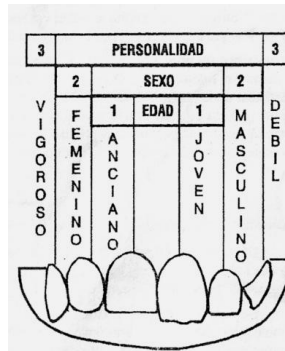 3 PERSONALIDAD 3
2 SEXO 2
1 EDAD 1
VIGOROSO
FEMENINO
ANCIANO
JOVEN
MASCULINO
DEBIL